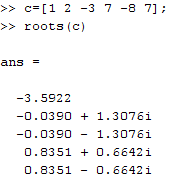 >> c=[1 2 -3 7 -8 7];
>> roots(c)
ans =
-3.5922
-0.0390 + 1.3076i
-0.0390 - 1.3076i
0.8351 + 0.6642i
0.8351 - 0.6642i